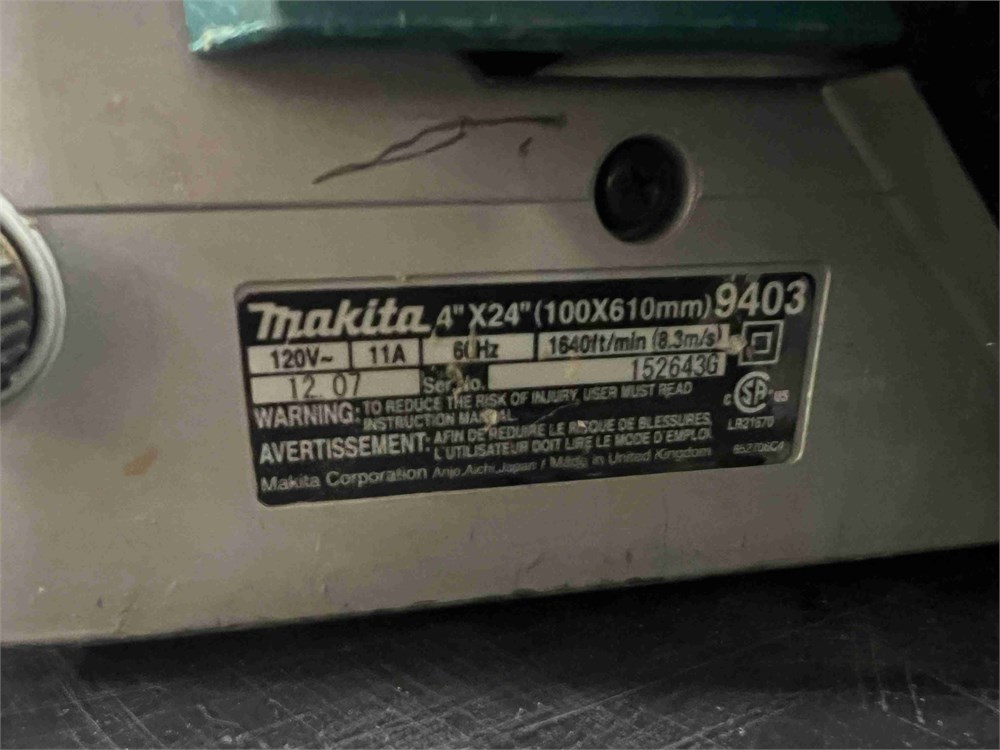 Makita 4"X24"(100X610mm) 9403
120V~ 11A 60Hz 1640ft/min (8.3m/s)
12.07 Ser.No. 152643G
WARNING: TO REDUCE THE RISK OF INJURY, USER MUST READ
INSTRUCTION MANUAL
AVERTISSEMENT: AFIN DE REDUIRE LE RISQUE DE BLESSURES,
L'UTILISATEUR DOIT LIRE LE MODE D'EMPLOI.
Makita Corporation Anjo,Aichi,Japan / Made in United Kingdom
C SA US
LR21670